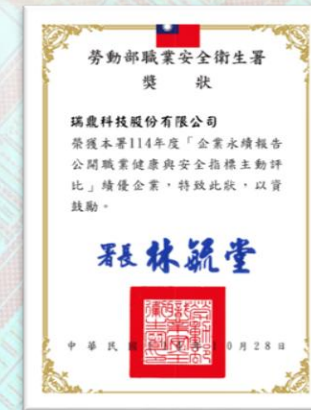 勞動部職業安全衛生署
獎狀
瑞鼎科技股份有限公司
榮獲本署114年度「企業永續報告
公開職業健康與安全指標主動評
比」績優企業，特致此狀，以資
鼓勵。
署長 林毓堂
中華民國 年 0月28日